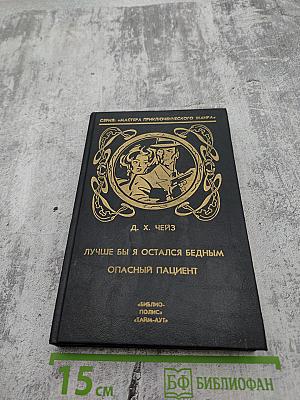 СЕРИЯ: «МАСТЕРА ПРИКЛЮЧЕНЧЕСКОГО ЖАНРА»
Д. Х. ЧЕЙЗ
ЛУЧШЕ БЫ Я ОСТАЛСЯ БЕДНЫМ
ОПАСНЫЙ ПАЦИЕНТ
«БИБЛИО-
ПОЛИС»
«ТАЙМ-АУТ»
15 см
БФ БИБЛИОФАН